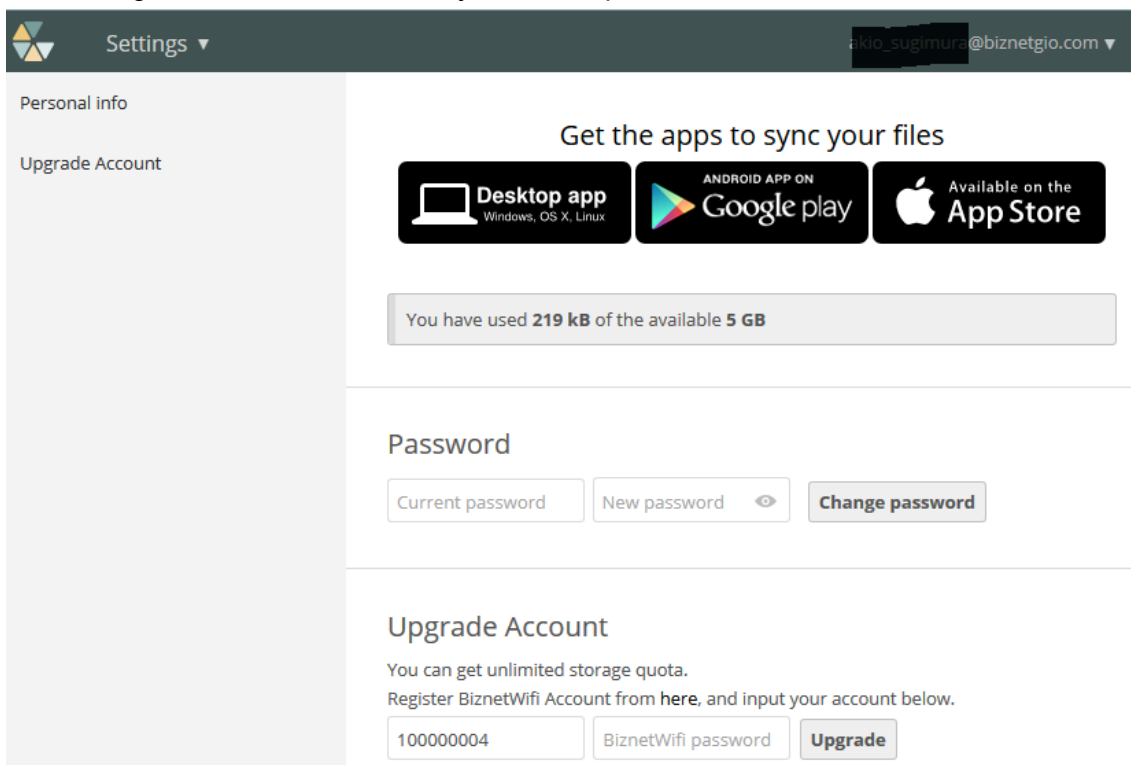 Settings ▼
@biznetgio.com ▼
Personal info
Upgrade Account
Get the apps to sync your files
Desktop app
Windows, OS X, Linux
ANDROID APP ON
Google play
Available on the
App Store
You have used 219 kB of the available 5 GB
Password
Current password
New password
Change password
Upgrade Account
You can get unlimited storage quota.
Register BiznetWifi Account from here, and input your account below.
100000004
BiznetWifi password
Upgrade